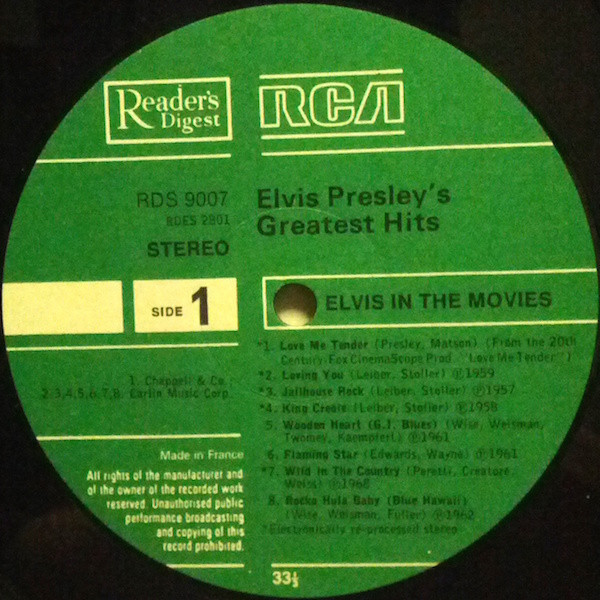 Reader's
Digest
RCA
RDS 9007
RDES 2901
STEREO
Elvis Presley's
Greatest Hits
SIDE 1
ELVIS IN THE MOVIES
*1. Love Me Tender (Presley, Matson) (From the 20th
Century Fox CinemaScope Prod. "Love Me Tender")
*2. Loving You (Leiber, Stoller) ℗1959
*3. Jailhouse Rock (Leiber, Stoller) ℗1957
*4. King Creole (Leiber, Stoller) ℗1958
5. Wooden Heart (G.I. Blues) (Wise, Weisman,
Twomey, Kaempfert) ℗1961
6. Flaming Star (Edwards, Wayne) ℗1961
*7. Wild In The Country (Peretti, Creatore,
Weiss) ℗1968
8. Rocka Hula Baby (Blue Hawaii)
(Wise, Weisman, Fuller) ℗1962
*Electronically re-processed stereo
1. Chappell & Co.;
2,3,4,5,6,7,8. Carlin Music Corp.
Made in France
All rights of the manufacturer and
of the owner of the recorded work
reserved. Unauthorised public
performance broadcasting
and copying of this
record prohibited.
33⅓